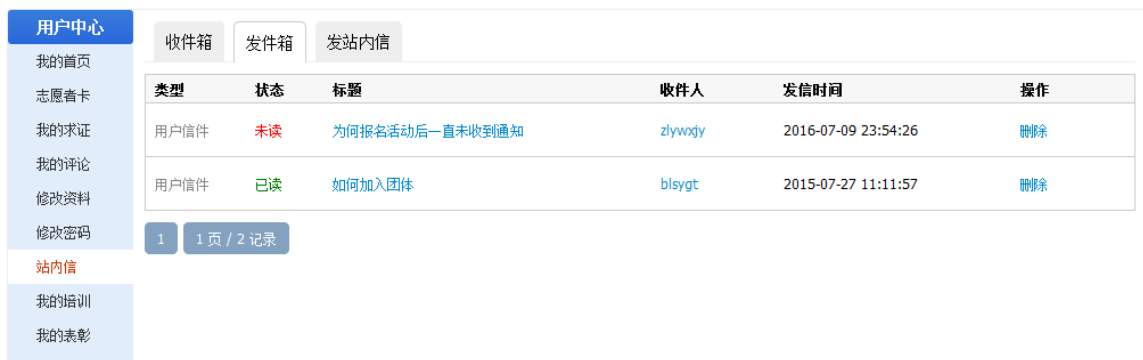 用户中心
我的首页
志愿者卡
我的求证
我的评论
修改资料
修改密码
站内信
我的培训
我的表彰
收件箱 发件箱 发站内信
类型 状态 标题 收件人 发信时间 操作
用户信件 未读 为何报名活动后一直未收到通知 zlywxjy 2016-07-09 23:54:26 删除
用户信件 已读 如何加入团体 blsygt 2015-07-27 11:11:57 删除
1 1 页 / 2 记录